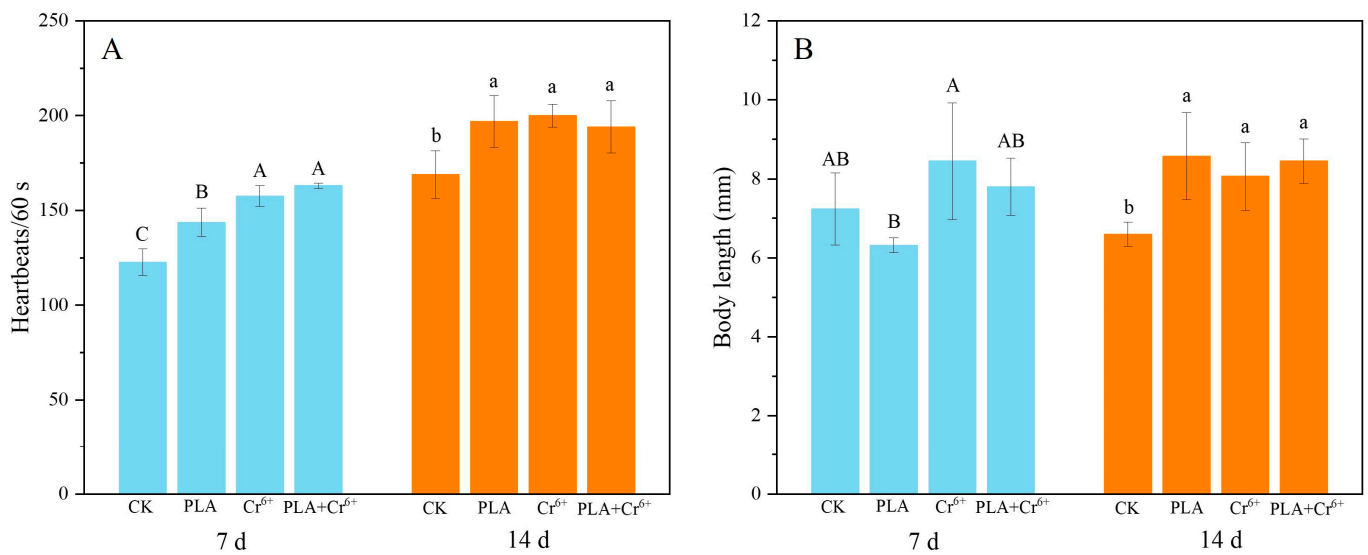 A
Heartbeats/60 s
250
200
150
100
50
0
C
B
A
A
b
a
a
a
CK
PLA
Cr⁶⁺
PLA+Cr⁶⁺
CK
PLA
Cr⁶⁺
PLA+Cr⁶⁺
7 d
14 d
B
Body length (mm)
12
10
8
6
4
2
0
AB
B
A
AB
b
a
a
a
CK
PLA
Cr⁶⁺
PLA+Cr⁶⁺
CK
PLA
Cr⁶⁺
PLA+Cr⁶⁺
7 d
14 d